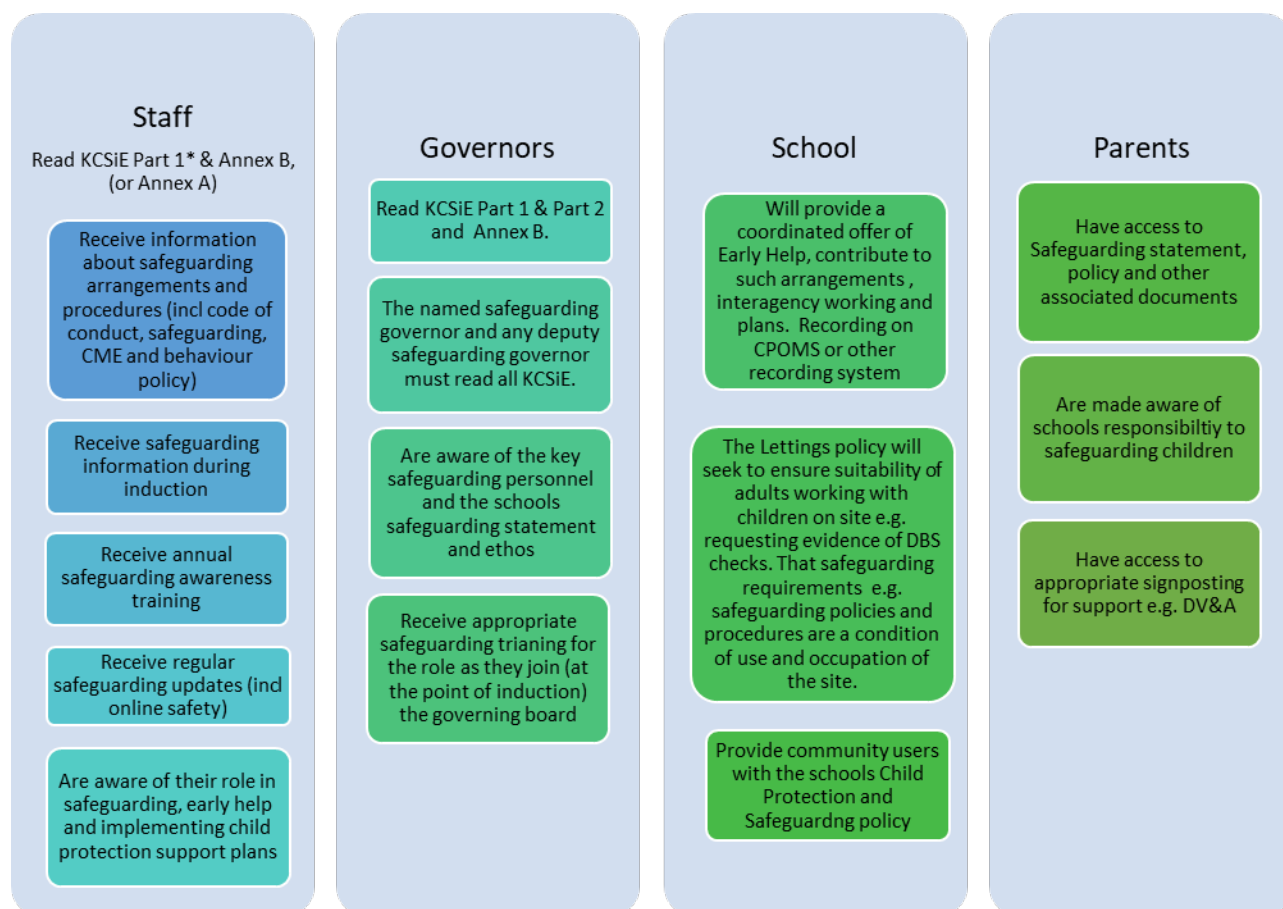 Staff
Read KCSiE Part 1* & Annex B,
(or Annex A)
Receive information
about safeguarding
arrangements and
procedures (incl code of
conduct, safeguarding,
CME and behaviour
policy)
Receive safeguarding
information during
induction
Receive annual
safeguarding awareness
training
Receive regular
safeguarding updates (incl
online safety)
Are aware of their role in
safeguarding, early help
and implementing child
protection support plans
Governors
Read KCSiE Part 1 & Part 2
and Annex B.
The named safeguarding
governor and any deputy
safeguarding governor
must read all KCSiE.
Are aware of the key
safeguarding personnel
and the schools
safeguarding statement
and ethos
Receive appropriate
safeguarding trianing for
the role as they join (at
the point of induction)
the governing board
School
Will provide a
coordinated offer of
Early Help, contribute to
such arrangements ,
interagency working and
plans. Recording on
CPOMS or other
recording system
The Lettings policy will
seek to ensure suitability of
adults working with
children on site e.g.
requesting evidence of DBS
checks. That safeguarding
requirements e.g.
safeguarding policies and
procedures are a condition
of use and occupation of
the site.
Provide community users
with the schools Child
Protection and
Safeguardng policy
Parents
Have access to
Safeguarding statement,
policy and other
associated documents
Are made aware of
schools responsibiltiy to
safeguarding children
Have access to
appropriate signposting
for support e.g. DV&A